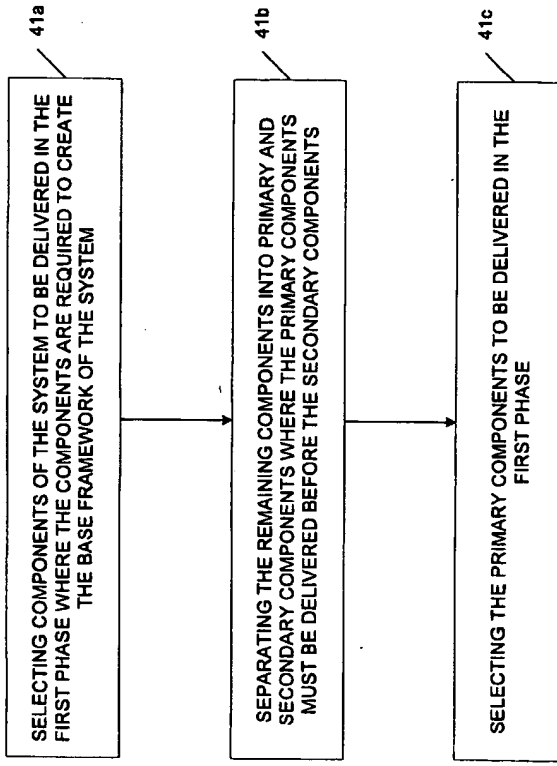 41a
SELECTING COMPONENTS OF THE SYSTEM TO BE DELIVERED IN THE
FIRST PHASE WHERE THE COMPONENTS ARE REQUIRED TO CREATE
THE BASE FRAMEWORK OF THE SYSTEM
41b
SEPARATING THE REMAINING COMPONENTS INTO PRIMARY AND
SECONDARY COMPONENTS WHERE THE PRIMARY COMPONENTS
MUST BE DELIVERED BEFORE THE SECONDARY COMPONENTS
41c
SELECTING THE PRIMARY COMPONENTS TO BE DELIVERED IN THE
FIRST PHASE